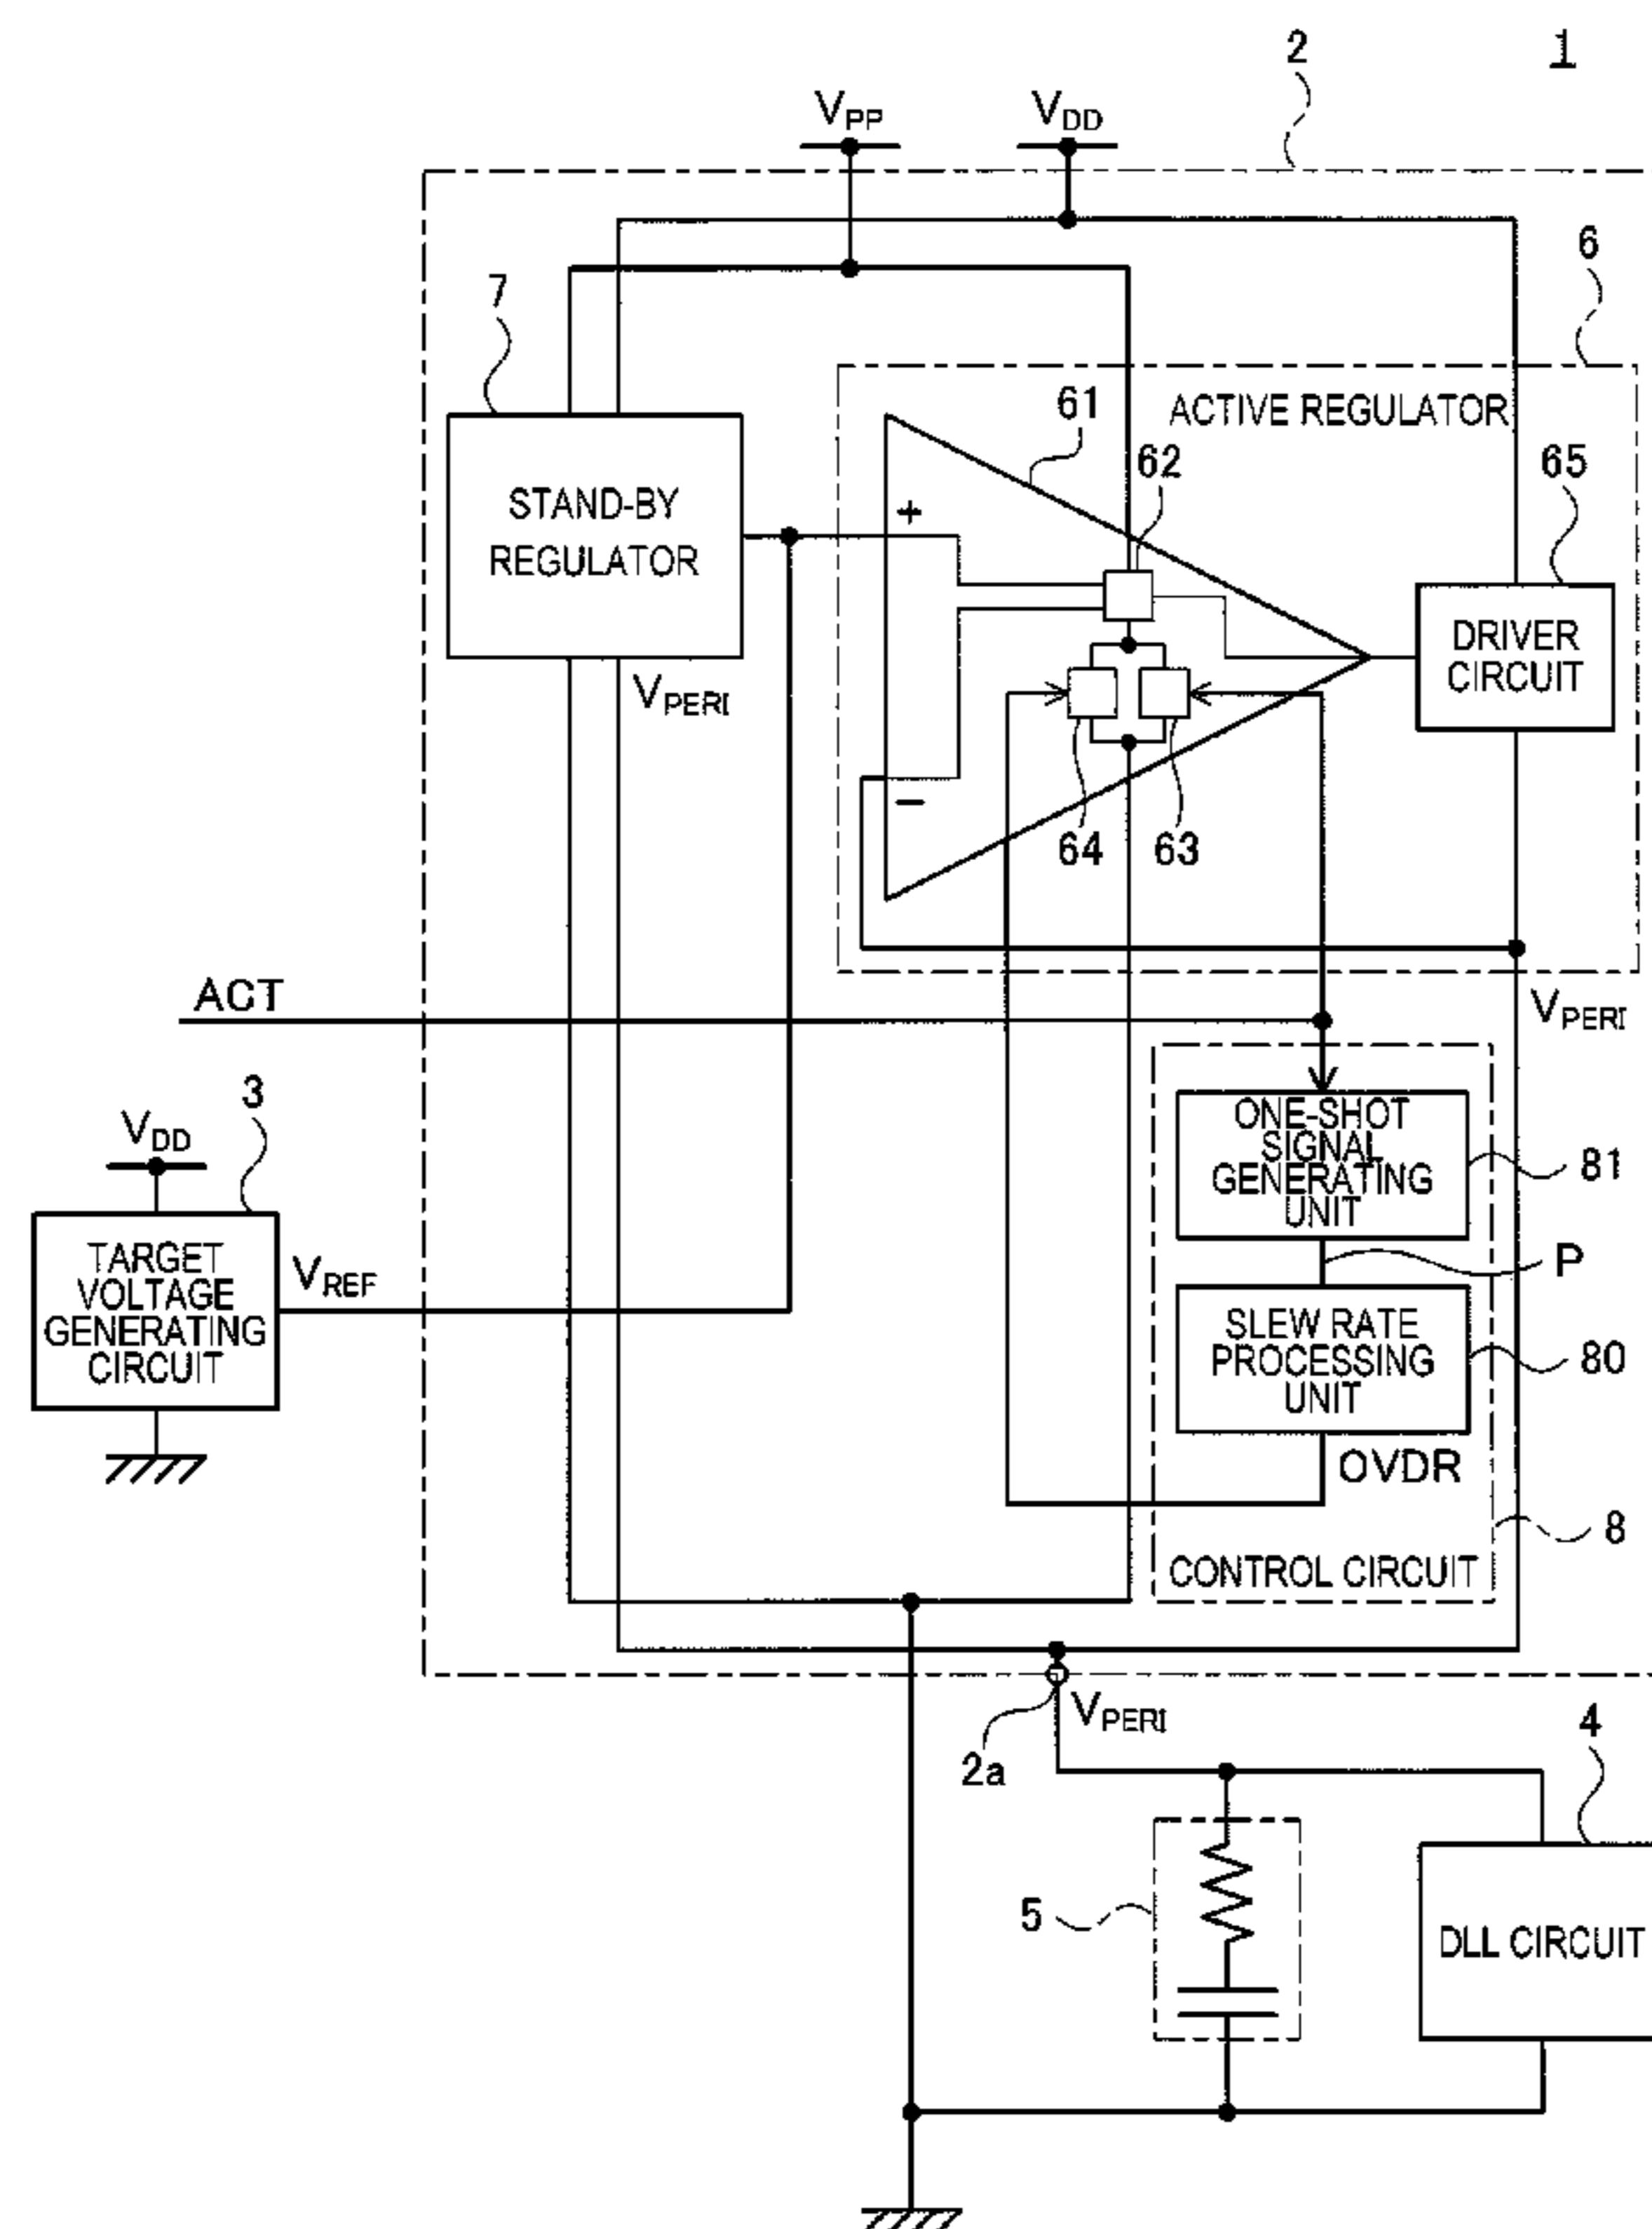 1
2
VPP
VDD
6
7
ACTIVE REGULATOR
61
62
65
+
STAND-BY
REGULATOR
DRIVER
CIRCUIT
VPERI
−
64
63
ACT
VPERI
3
VDD
ONE-SHOT
SIGNAL
GENERATING
UNIT
81
TARGET
VOLTAGE
GENERATING
CIRCUIT
VREF
P
SLEW RATE
PROCESSING
UNIT
80
OVDR
8
CONTROL CIRCUIT
VPERI
2a
4
5
DLL CIRCUIT